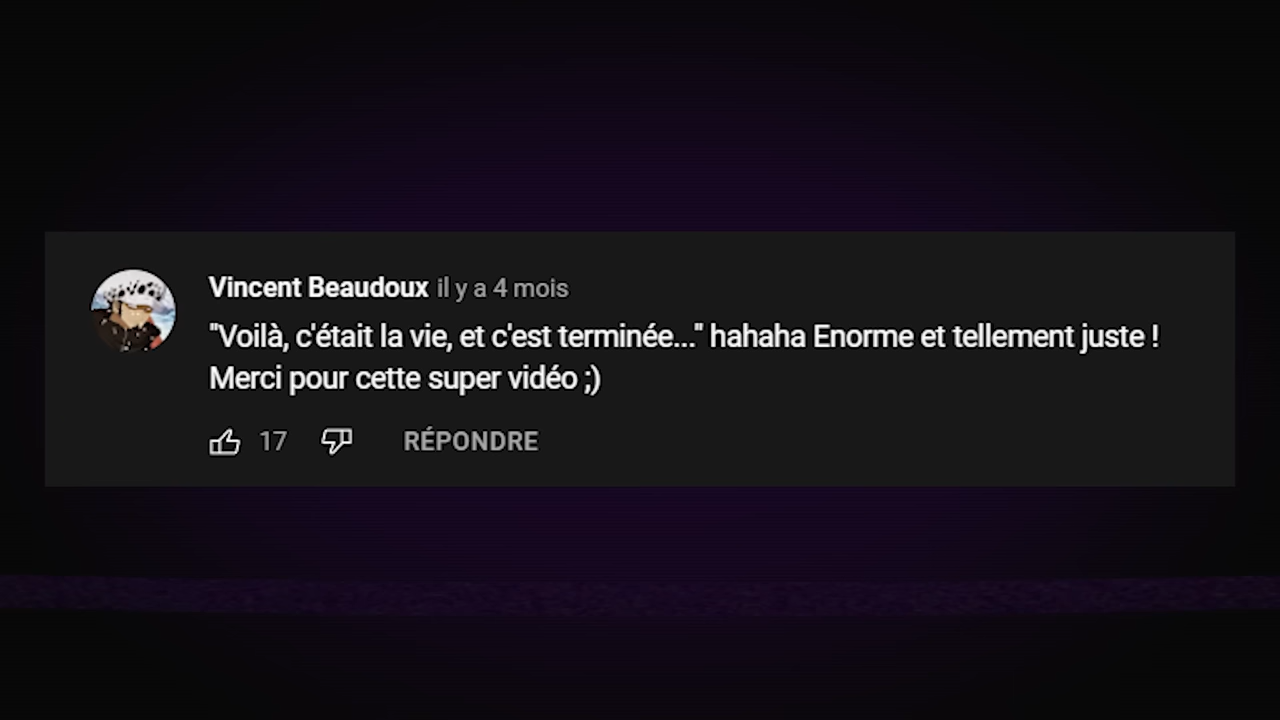 Vincent Beaudoux il y a 4 mois
"Voilà, c'était la vie, et c'est terminée..." hahaha Enorme et tellement juste !
Merci pour cette super vidéo ;)
17 RÉPONDRE